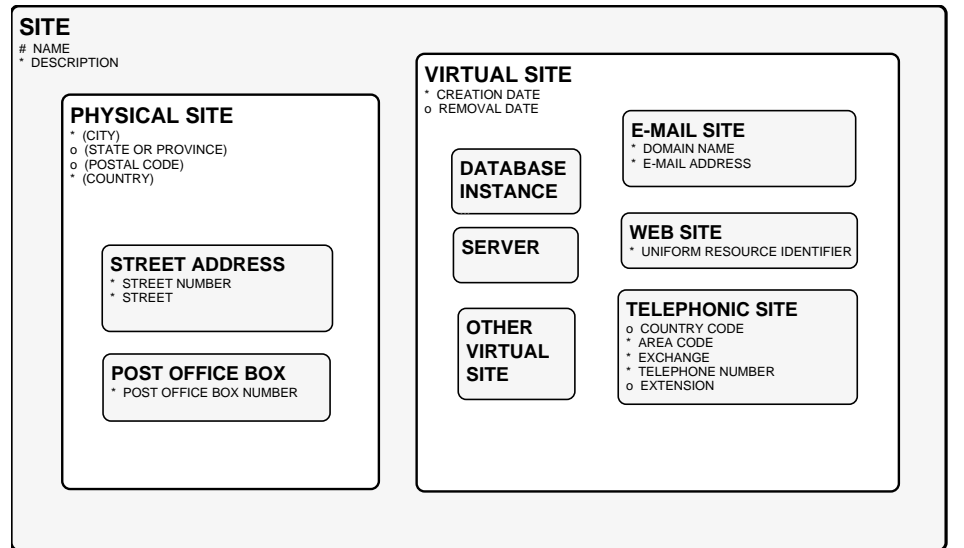 SITE
# NAME
* DESCRIPTION
PHYSICAL SITE
* (CITY)
o (STATE OR PROVINCE)
o (POSTAL CODE)
* (COUNTRY)
STREET ADDRESS
* STREET NUMBER
* STREET
POST OFFICE BOX
* POST OFFICE BOX NUMBER
VIRTUAL SITE
* CREATION DATE
o REMOVAL DATE
DATABASE
INSTANCE
SERVER
OTHER
VIRTUAL
SITE
E-MAIL SITE
* DOMAIN NAME
* E-MAIL ADDRESS
WEB SITE
* UNIFORM RESOURCE IDENTIFIER
TELEPHONIC SITE
o COUNTRY CODE
* AREA CODE
* EXCHANGE
* TELEPHONE NUMBER
o EXTENSION